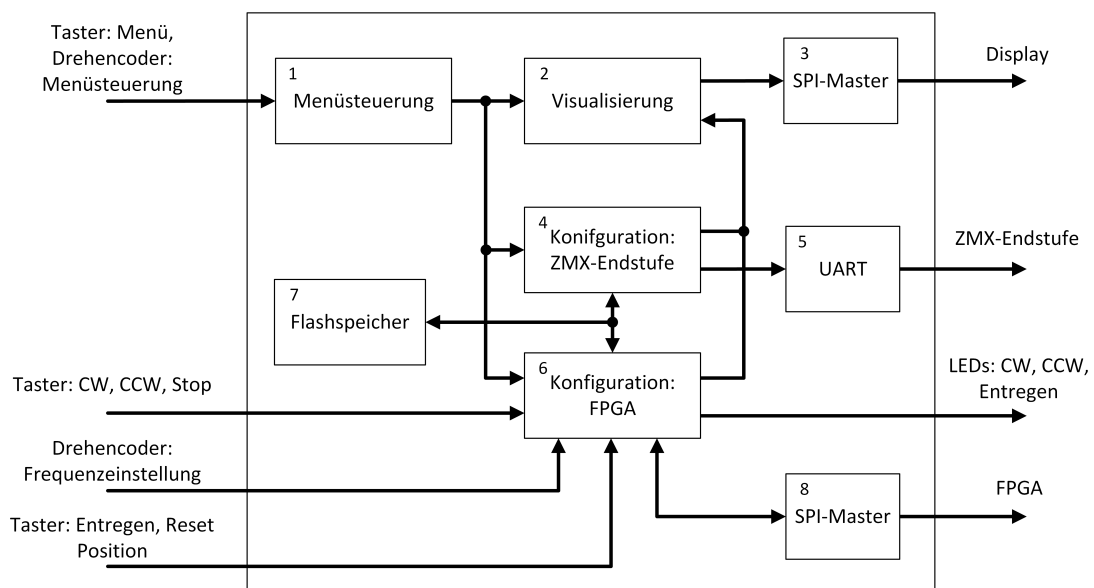 Taster: Menü,
Drehencoder:
Menüsteuerung
1
Menüsteuerung
2
Visualisierung
3
SPI-Master
Display
4
Konifguration:
ZMX-Endstufe
5
UART
ZMX-Endstufe
7
Flashspeicher
6
Konfiguration:
FPGA
Taster: CW, CCW, Stop
LEDs: CW, CCW,
Entregen
Drehencoder:
Frequenzeinstellung
8
SPI-Master
FPGA
Taster: Entregen, Reset
Position